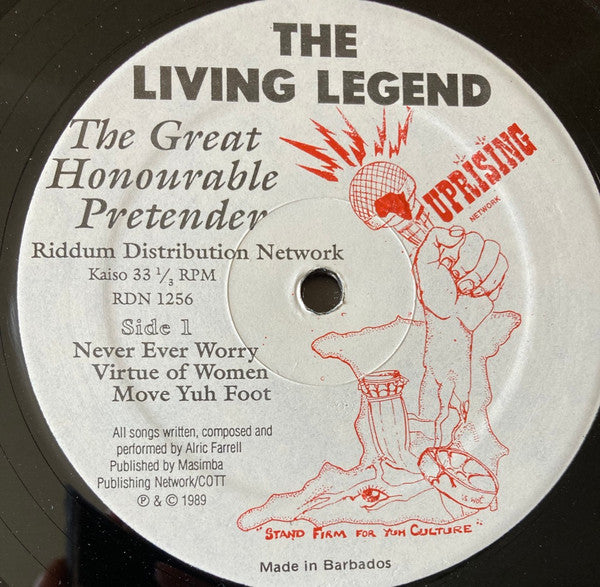 THE
LIVING LEGEND
The Great
Honourable
Pretender
Riddum Distribution Network
Kaiso 33 ⅓ RPM
RDN 1256
Side 1
Never Ever Worry
Virtue of Women
Move Yuh Foot
All songs written, composed and
performed by Alric Farrell
Published by Masimba
Publishing Network/COTT
℗ & © 1989
UPRISING
NETWORK
"STAND FIRM FOR YUH CULTURE"
Made in Barbados